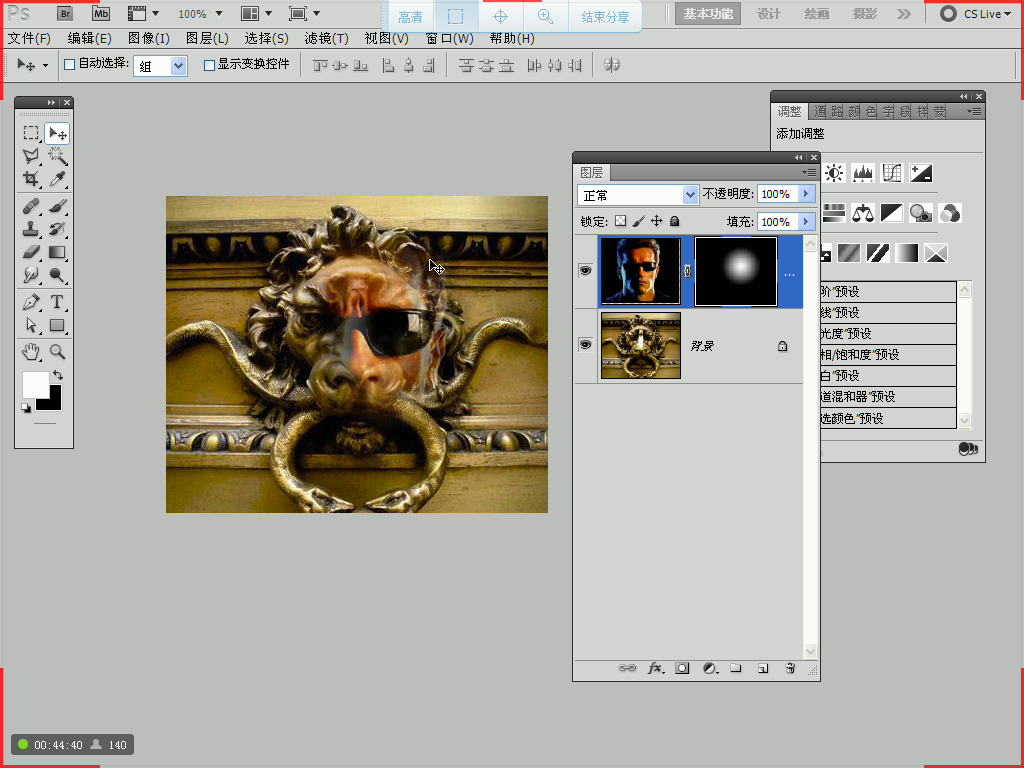 Ps Br Mb 100% 高清 结束分享 基本功能 设计 绘画 摄影 CS Live
文件(F) 编辑(E) 图像(I) 图层(L) 选择(S) 滤镜(T) 视图(V) 窗口(W) 帮助(H)
自动选择: 组 显示变换控件
调整 通 路 颜 色 字 段 样 蒙
添加调整
图层
正常 不透明度: 100%
锁定: 填充: 100%
...
背景
阶"预设
线"预设
光度"预设
相/饱和度"预设
白"预设
道混和器"预设
选颜色"预设
T
fx
00:44:40 140